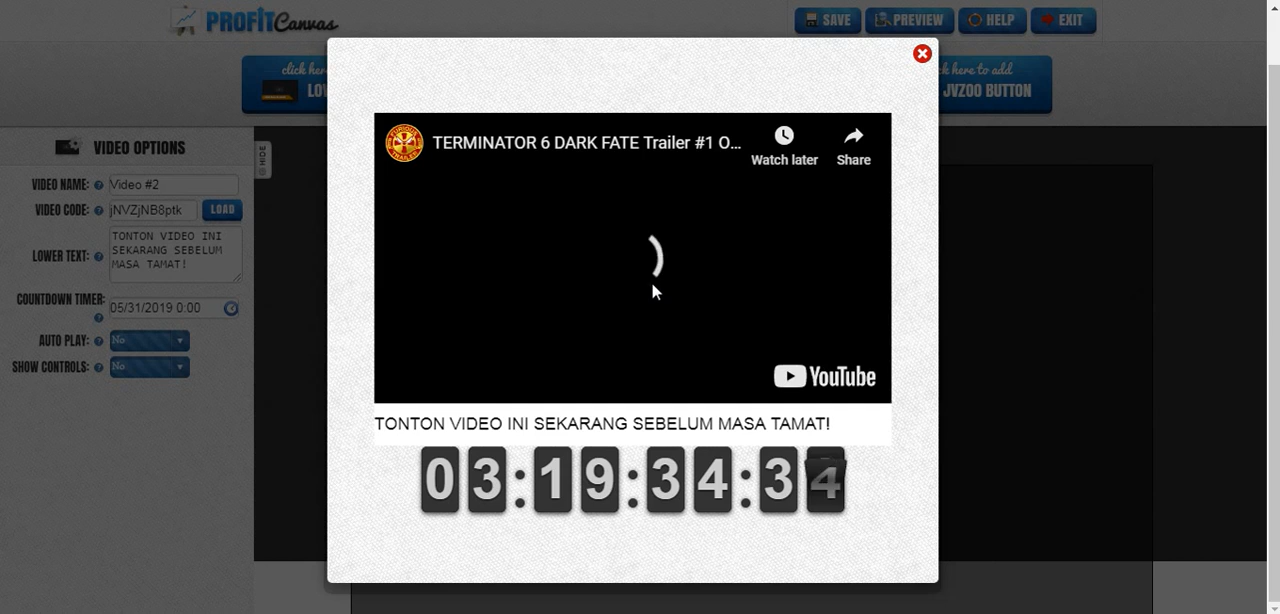 PROFITCanvas
SAVE
PREVIEW
HELP
EXIT
click her
LOV
k here to add
JVZOO BUTTON
VIDEO OPTIONS
HIDE
VIDEO NAME: Video #2
VIDEO CODE: jNVZjNB8ptk LOAD
LOWER TEXT: TONTON VIDEO INI
SEKARANG SEBELUM
MASA TAMAT!
COUNTDOWN TIMER: 05/31/2019 0:00
AUTO PLAY: No
SHOW CONTROLS: No
TERMINATOR 6 DARK FATE Trailer #1 O...
Watch later
Share
YouTube
TONTON VIDEO INI SEKARANG SEBELUM MASA TAMAT!
03:19:34:34